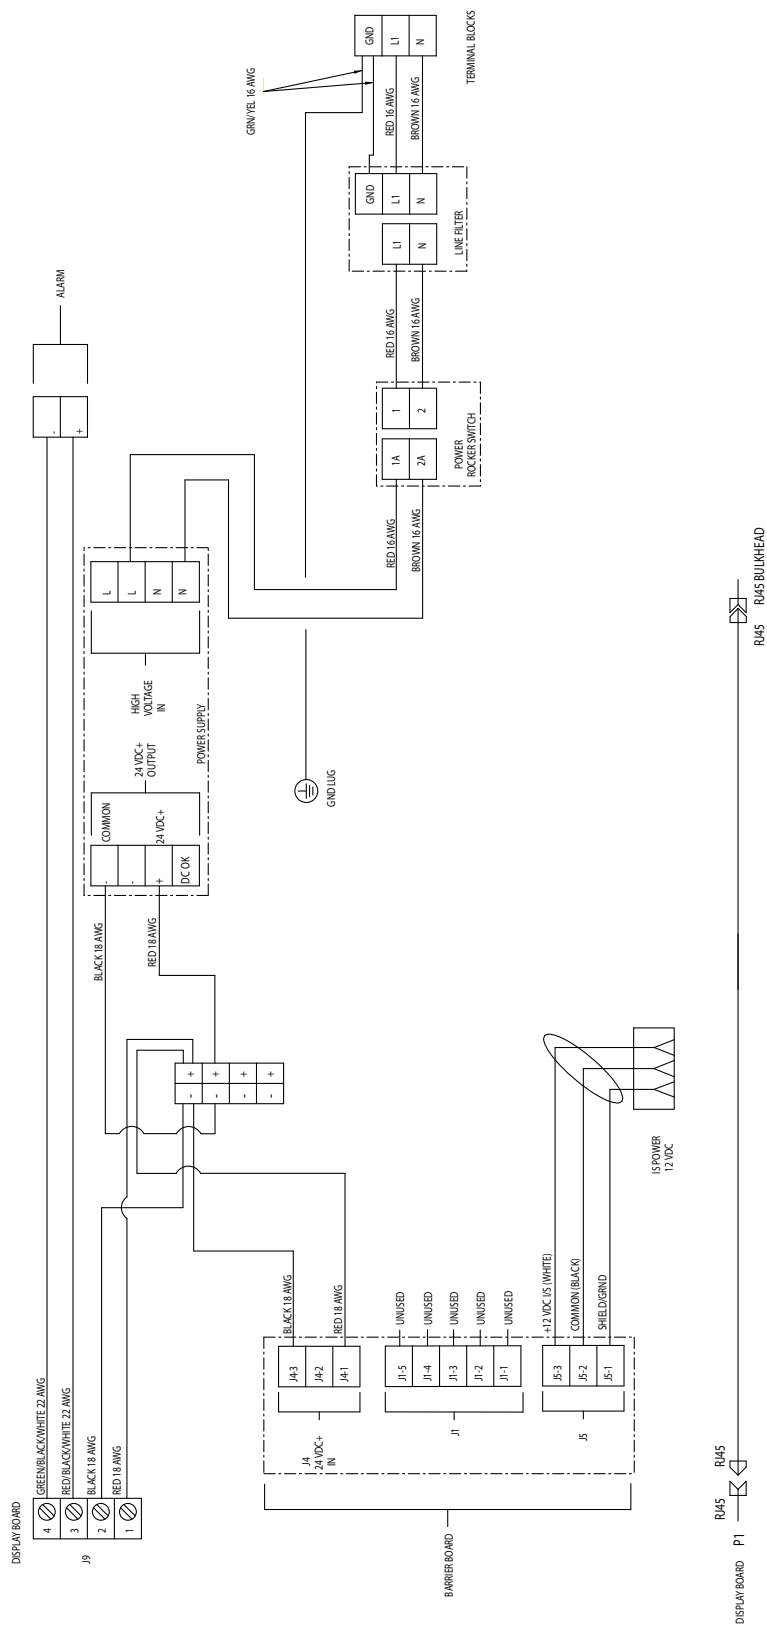 DISPLAY BOARD
J9
4
3
2
1
GREEN/BLACK/WHITE 22 AWG
RED/BLACK/WHITE 22 AWG
BLACK 18 AWG
RED 18 AWG
-
+
ALARM
BARRIER BOARD
J4
24 VDC+
IN
J4-3
J4-2
J4-1
BLACK 18 AWG
RED 18 AWG
J1
J1-5
J1-4
J1-3
J1-2
J1-1
UNUSED
UNUSED
UNUSED
UNUSED
UNUSED
J5
J5-3
J5-2
J5-1
+12 VDC I/S (WHITE)
COMMON (BLACK)
SHIELD/GRND
IS POWER
12 VDC
-
-
-
-
+
+
+
+
BLACK 18 AWG
RED 18 AWG
-
-
+
DC OK
COMMON
24 VDC+
24 VDC+
OUTPUT
POWER SUPPLY
HIGH
VOLTAGE
IN
L
L
N
N
GND LUG
RED 16 AWG
BROWN 16 AWG
1A
2A
1
2
POWER
ROCKER SWITCH
RED 16 AWG
BROWN 16 AWG
L1
N
GND
L1
N
LINE FILTER
GRN/YEL 16 AWG
RED 16 AWG
BROWN 16 AWG
GND
L1
N
TERMINAL BLOCKS
DISPLAY BOARD
P1
RJ45
RJ45
RJ45
RJ45 BULKHEAD